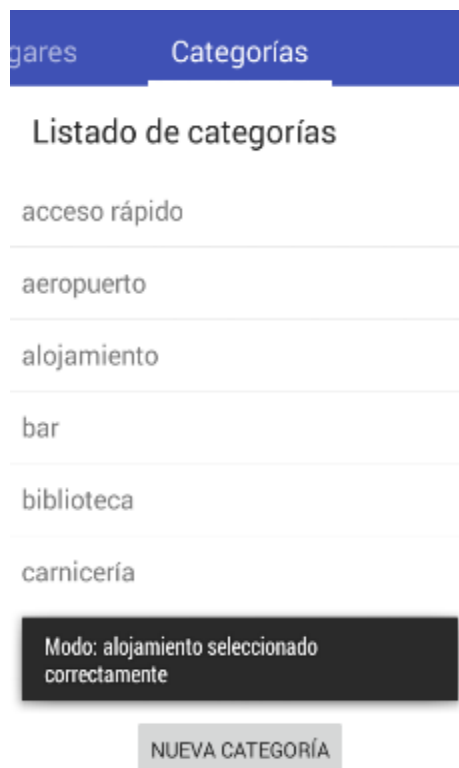 gares Categorías
Listado de categorías
acceso rápido
aeropuerto
alojamiento
bar
biblioteca
carnicería
Modo: alojamiento seleccionado
correctamente
NUEVA CATEGORÍA